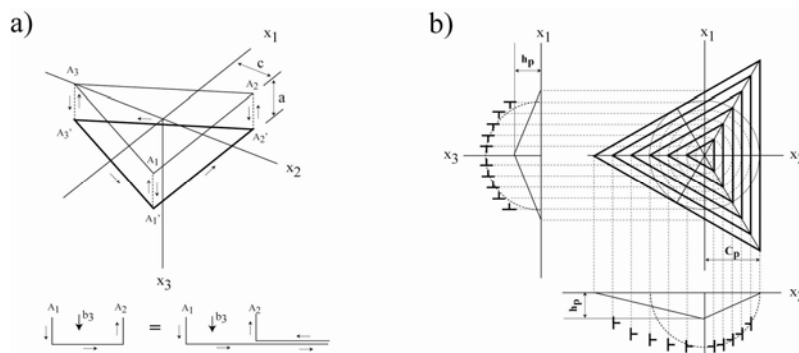 a)
x₁
A₃
c
A₂
a
A₃'
A₂'
A₁
x₂
A₁'
x₃
A₁ b₃ A₂ = A₁ b₃ A₂
b)
x₁ x₁
hₚ
x₃ x₂
Cₚ
hₚ
x₂